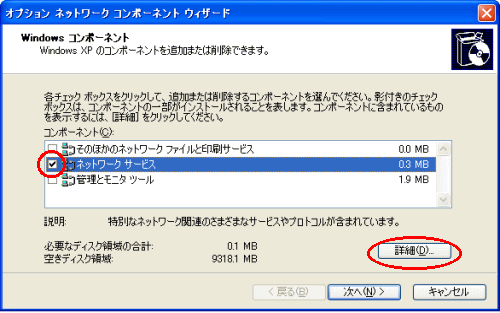 オプション ネットワーク コンポーネント ウィザード
Windows コンポーネント
Windows XP のコンポーネントを追加または削除できます。
各チェック ボックスをクリックして、追加または削除するコンポーネントを選んでください。影付きのチェック
ボックスは、コンポーネントの一部がインストールされることを表します。コンポーネントに含まれているもの
を表示するには、[詳細] をクリックしてください。
コンポーネント(C):
そのほかのネットワーク ファイルと印刷サービス 0.0 MB
ネットワーク サービス 0.3 MB
管理とモニタ ツール 1.9 MB
説明: 特別なネットワーク関連のさまざまなサービスやプロトコルが含まれています。
必要なディスク領域の合計: 0.1 MB
空きディスク領域: 9318.1 MB
詳細(D)...
< 戻る(B) 次へ(N) > キャンセル